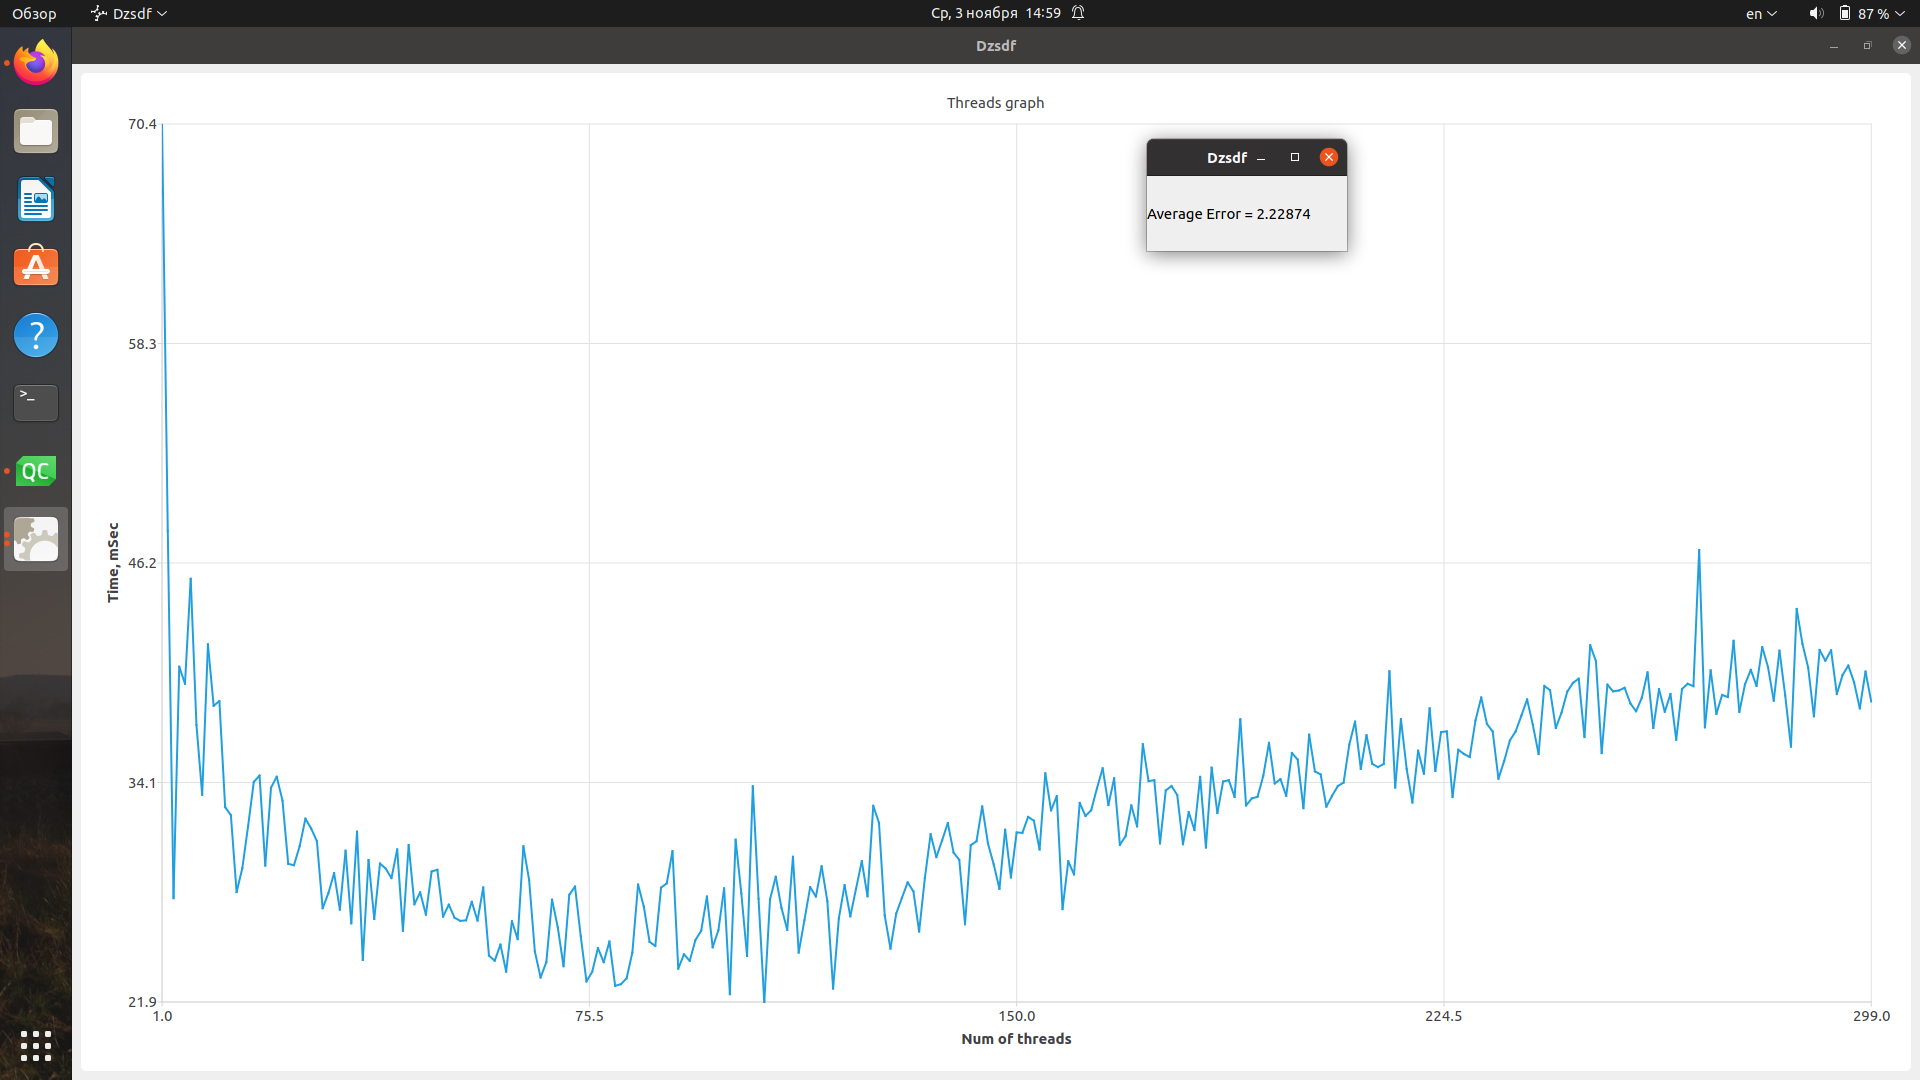 Обзор Dzsdf Ср, 3 ноября 14:59 en 87 %
Dzsdf
Threads graph
70.4
58.3
46.2
34.1
21.9
Time, mSec
1.0 75.5 150.0 224.5 299.0
Num of threads
Dzsdf
Average Error = 2.22874
?
>_
QC